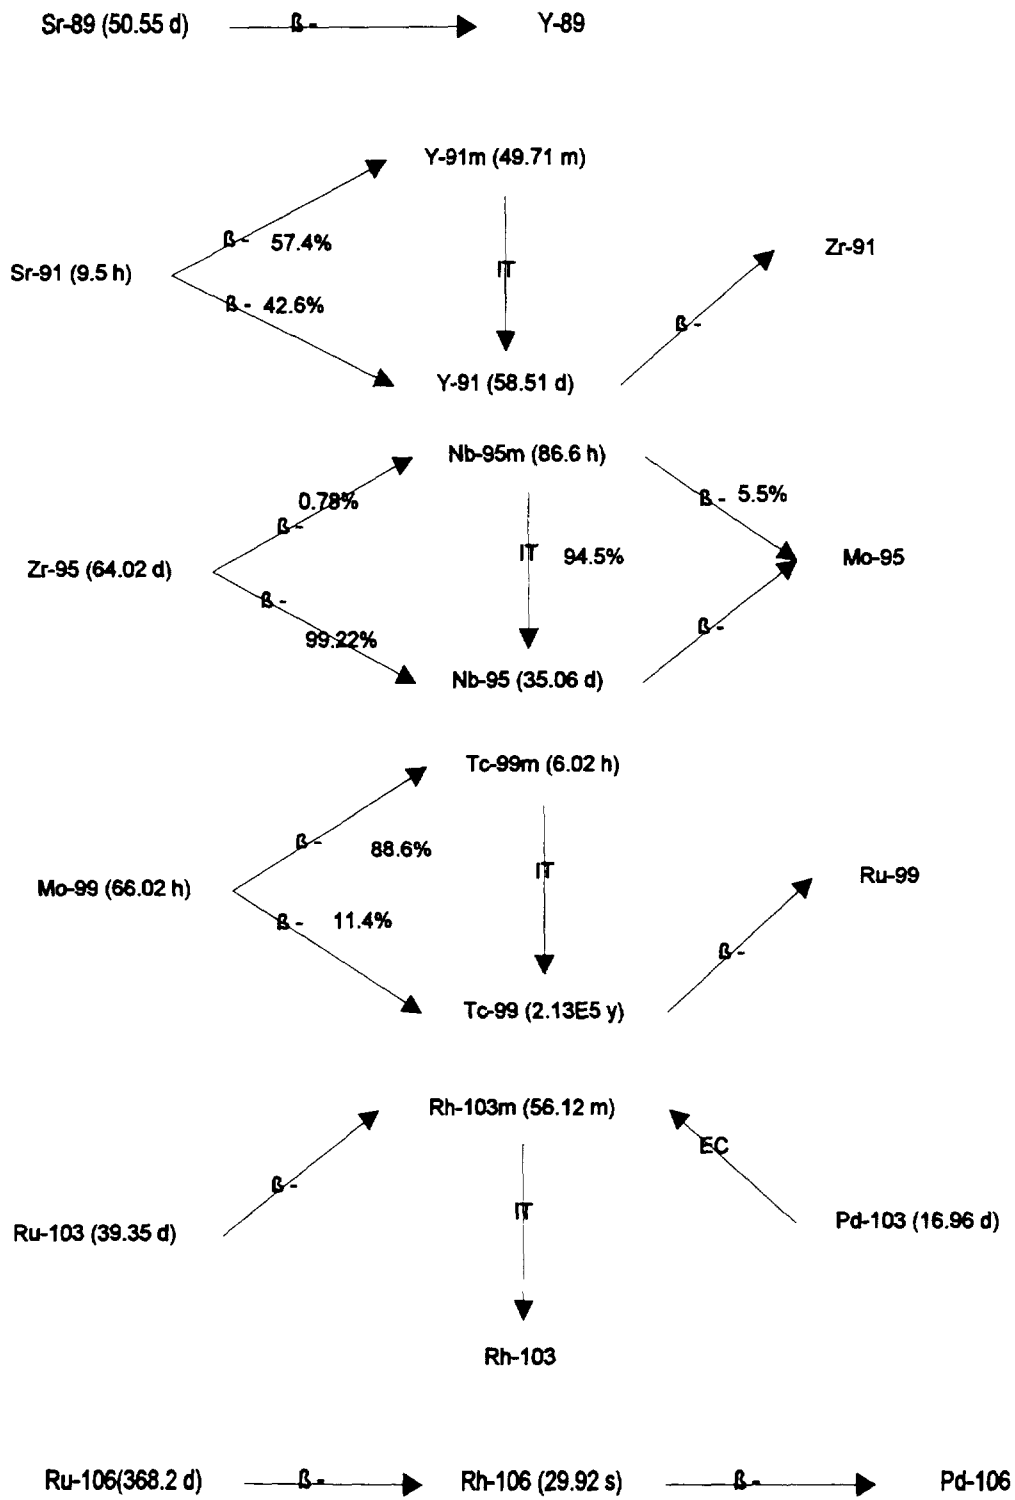 Sr-89 (50.55 d) ß - Y-89
Y-91m (49.71 m)
ß - 57.4%
Zr-91
Sr-91 (9.5 h)
IT
ß - 42.6%
ß -
Y-91 (58.51 d)
Nb-95m (86.6 h)
0.78%
ß - 5.5%
ß -
IT 94.5%
Zr-95 (64.02 d)
Mo-95
ß -
99.22%
ß -
Nb-95 (35.06 d)
Tc-99m (6.02 h)
ß - 88.6%
IT
Mo-99 (66.02 h)
Ru-99
ß - 11.4%
ß -
Tc-99 (2.13E5 y)
Rh-103m (56.12 m)
EC
ß -
IT
Ru-103 (39.35 d)
Pd-103 (16.96 d)
Rh-103
Ru-106(368.2 d) ß - Rh-106 (29.92 s) ß - Pd-106